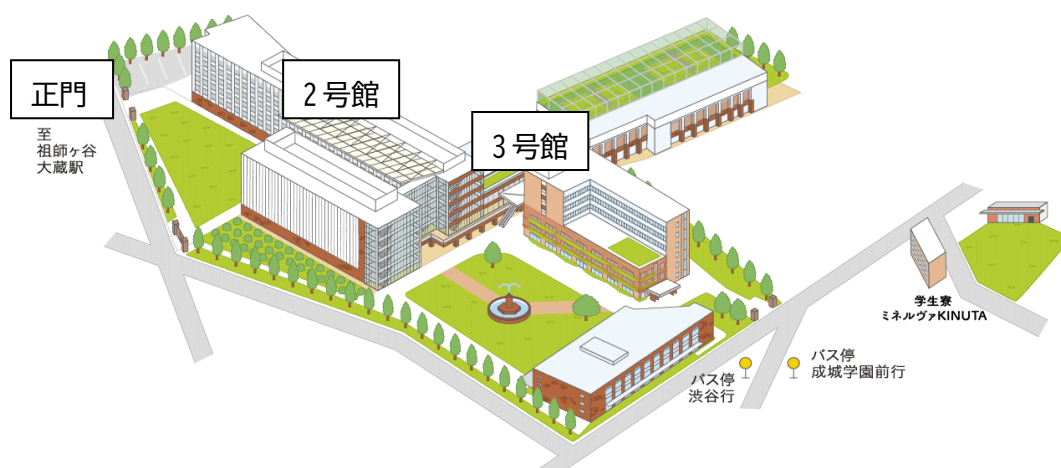 正門
2号館
3号館
至
祖師ヶ谷
大蔵駅
学生寮
ミネルヴァKINUTA
バス停
成城学園前行
バス停
渋谷行